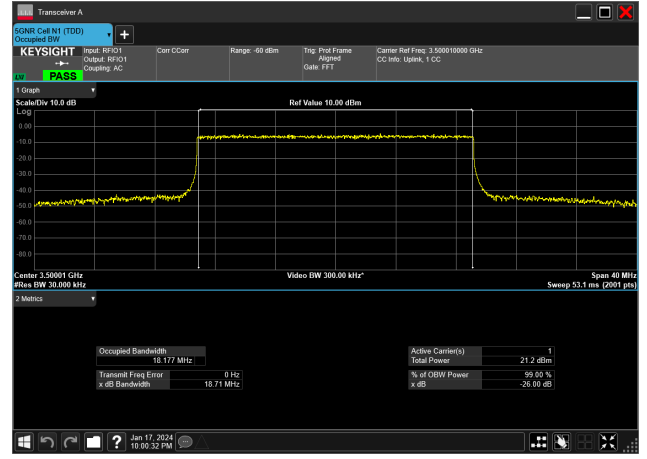 Transceiver A
5GNR Cell N1 (TDD)
Occupied BW
KEYSIGHT
LVI
PASS
Input: RFIO1
Output: RFIO1
Coupling: AC
Corr CCorr
Range: -60 dBm
Trig: Prot Frame
Aligned
Gate: FFT
Carrier Ref Freq: 3.500010000 GHz
CC Info: Uplink, 1 CC
1 Graph
Scale/Div 10.0 dB
Ref Value 10.00 dBm
Log
0.00
-10.0
-20.0
-30.0
-40.0
-50.0
-60.0
-70.0
-80.0
Center 3.50001 GHz
Video BW 300.00 kHz*
Span 40 MHz
#Res BW 30.000 kHz
Sweep 53.1 ms (2001 pts)
2 Metrics
Occupied Bandwidth
18.177 MHz
Transmit Freq Error 0 Hz
x dB Bandwidth 18.71 MHz
Active Carrier(s) 1
Total Power 21.2 dBm
% of OBW Power 99.00 %
x dB -26.00 dB
?
Jan 17, 2024
10:00:32 PM